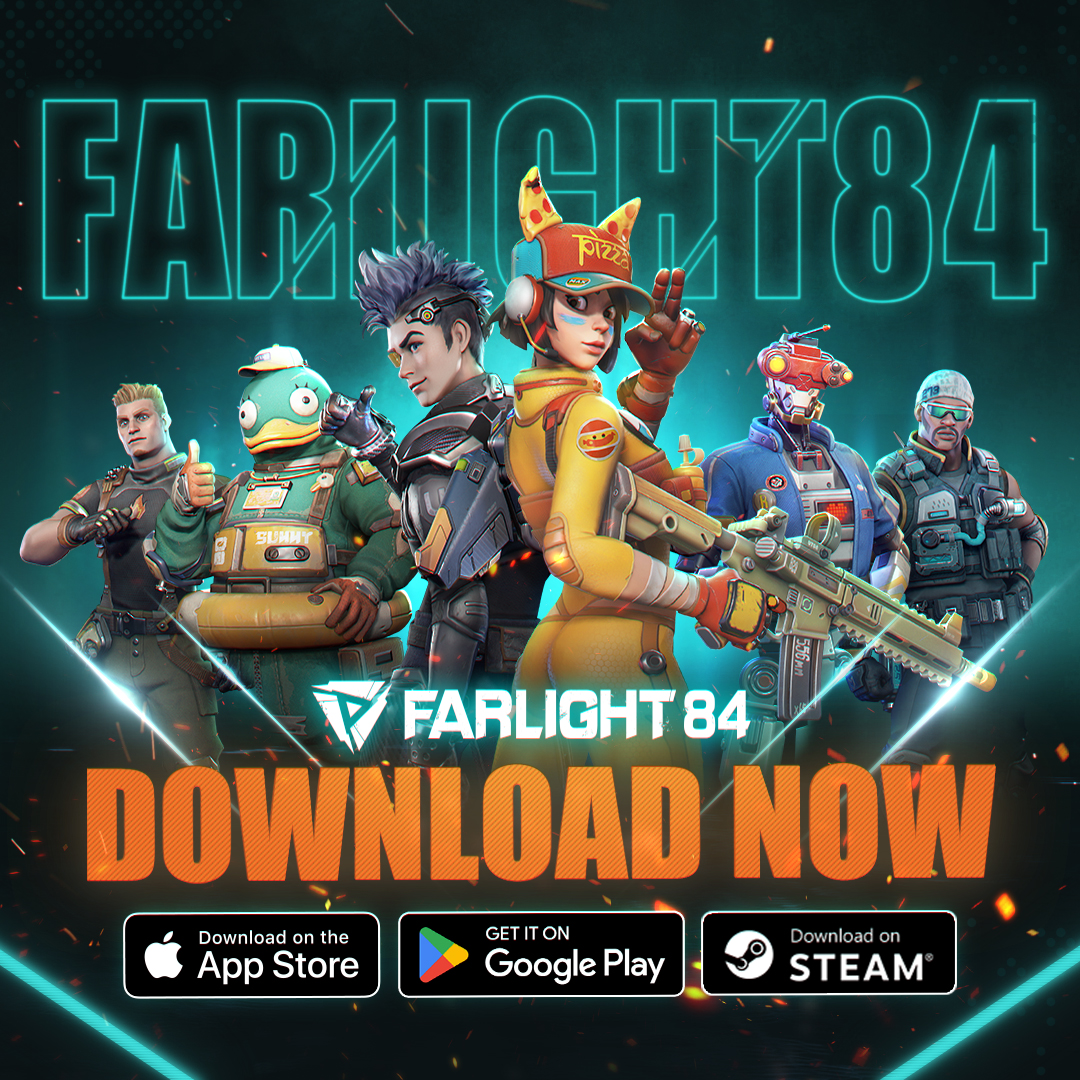 FARLIGHT84
pizza
SUNNY
556
FARLIGHT 84
DOWNLOAD NOW
Download on the
App Store
GET IT ON
Google Play
Download on
STEAM®